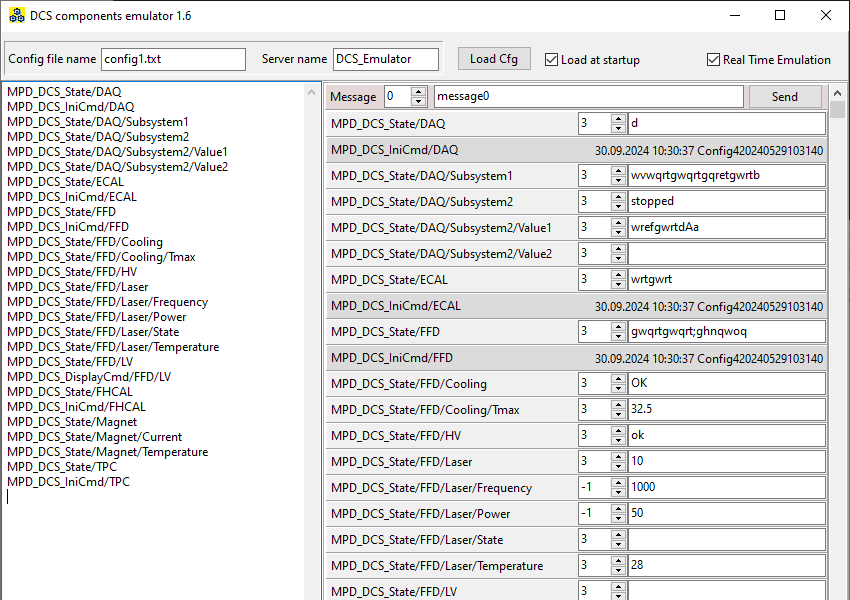 DCS components emulator 1.6
Config file name config1.txt Server name DCS_Emulator Load Cfg Load at startup Real Time Emulation
MPD_DCS_State/DAQ
MPD_DCS_IniCmd/DAQ
MPD_DCS_State/DAQ/Subsystem1
MPD_DCS_State/DAQ/Subsystem2
MPD_DCS_State/DAQ/Subsystem2/Value1
MPD_DCS_State/DAQ/Subsystem2/Value2
MPD_DCS_State/ECAL
MPD_DCS_IniCmd/ECAL
MPD_DCS_State/FFD
MPD_DCS_IniCmd/FFD
MPD_DCS_State/FFD/Cooling
MPD_DCS_State/FFD/Cooling/Tmax
MPD_DCS_State/FFD/HV
MPD_DCS_State/FFD/Laser
MPD_DCS_State/FFD/Laser/Frequency
MPD_DCS_State/FFD/Laser/Power
MPD_DCS_State/FFD/Laser/State
MPD_DCS_State/FFD/Laser/Temperature
MPD_DCS_State/FFD/LV
MPD_DCS_DisplayCmd/FFD/LV
MPD_DCS_State/FHCAL
MPD_DCS_IniCmd/FHCAL
MPD_DCS_State/Magnet
MPD_DCS_State/Magnet/Current
MPD_DCS_State/Magnet/Temperature
MPD_DCS_State/TPC
MPD_DCS_IniCmd/TPC
Message 0 message0 Send
MPD_DCS_State/DAQ 3 d
MPD_DCS_IniCmd/DAQ 30.09.2024 10:30:37 Config420240529103140
MPD_DCS_State/DAQ/Subsystem1 3 wvwqrtgwqrtgqretgwrtb
MPD_DCS_State/DAQ/Subsystem2 3 stopped
MPD_DCS_State/DAQ/Subsystem2/Value1 3 wrefgwrtdAa
MPD_DCS_State/DAQ/Subsystem2/Value2 3
MPD_DCS_State/ECAL 3 wrtgwrt
MPD_DCS_IniCmd/ECAL 30.09.2024 10:30:37 Config420240529103140
MPD_DCS_State/FFD 3 gwqrtgwqrt;ghnqwoq
MPD_DCS_IniCmd/FFD 30.09.2024 10:30:37 Config420240529103140
MPD_DCS_State/FFD/Cooling 3 OK
MPD_DCS_State/FFD/Cooling/Tmax 3 32.5
MPD_DCS_State/FFD/HV 3 ok
MPD_DCS_State/FFD/Laser 3 10
MPD_DCS_State/FFD/Laser/Frequency -1 1000
MPD_DCS_State/FFD/Laser/Power -1 50
MPD_DCS_State/FFD/Laser/State 3
MPD_DCS_State/FFD/Laser/Temperature 3 28
MPD_DCS_State/FFD/LV 3